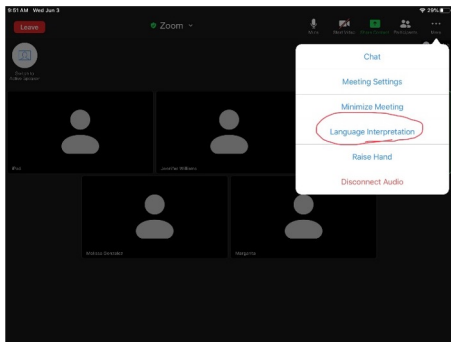 9:51 AM Wed Jun 3
29%
Leave
Zoom
Mute
Start Video
Share Content
Participants
More
Chat
Meeting Settings
Minimize Meeting
Language Interpretation
Raise Hand
Disconnect Audio
iPad
Jennifer Williams
Melissa Gonzalez
Margarita